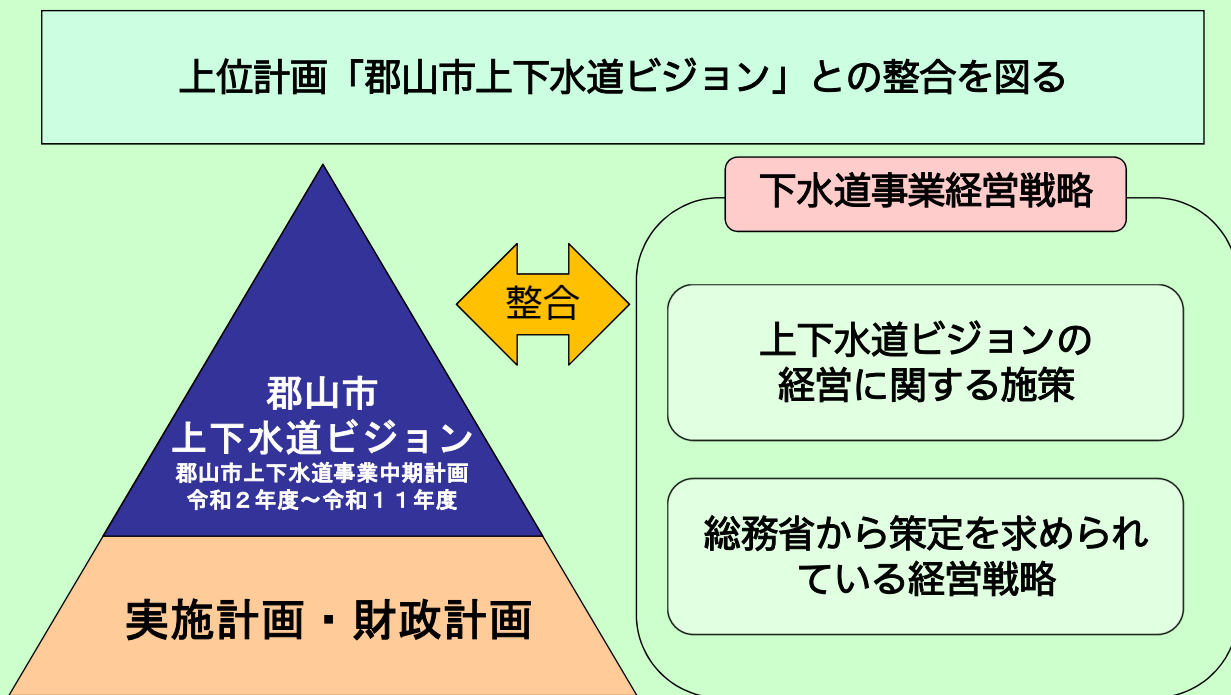 上位計画「郡山市上下水道ビジョン」との整合を図る
下水道事業経営戦略
整合
上下水道ビジョンの
経営に関する施策
郡山市
上下水道ビジョン
郡山市上下水道事業中期計画
令和２年度～令和１１年度
総務省から策定を求められ
ている経営戦略
実施計画・財政計画